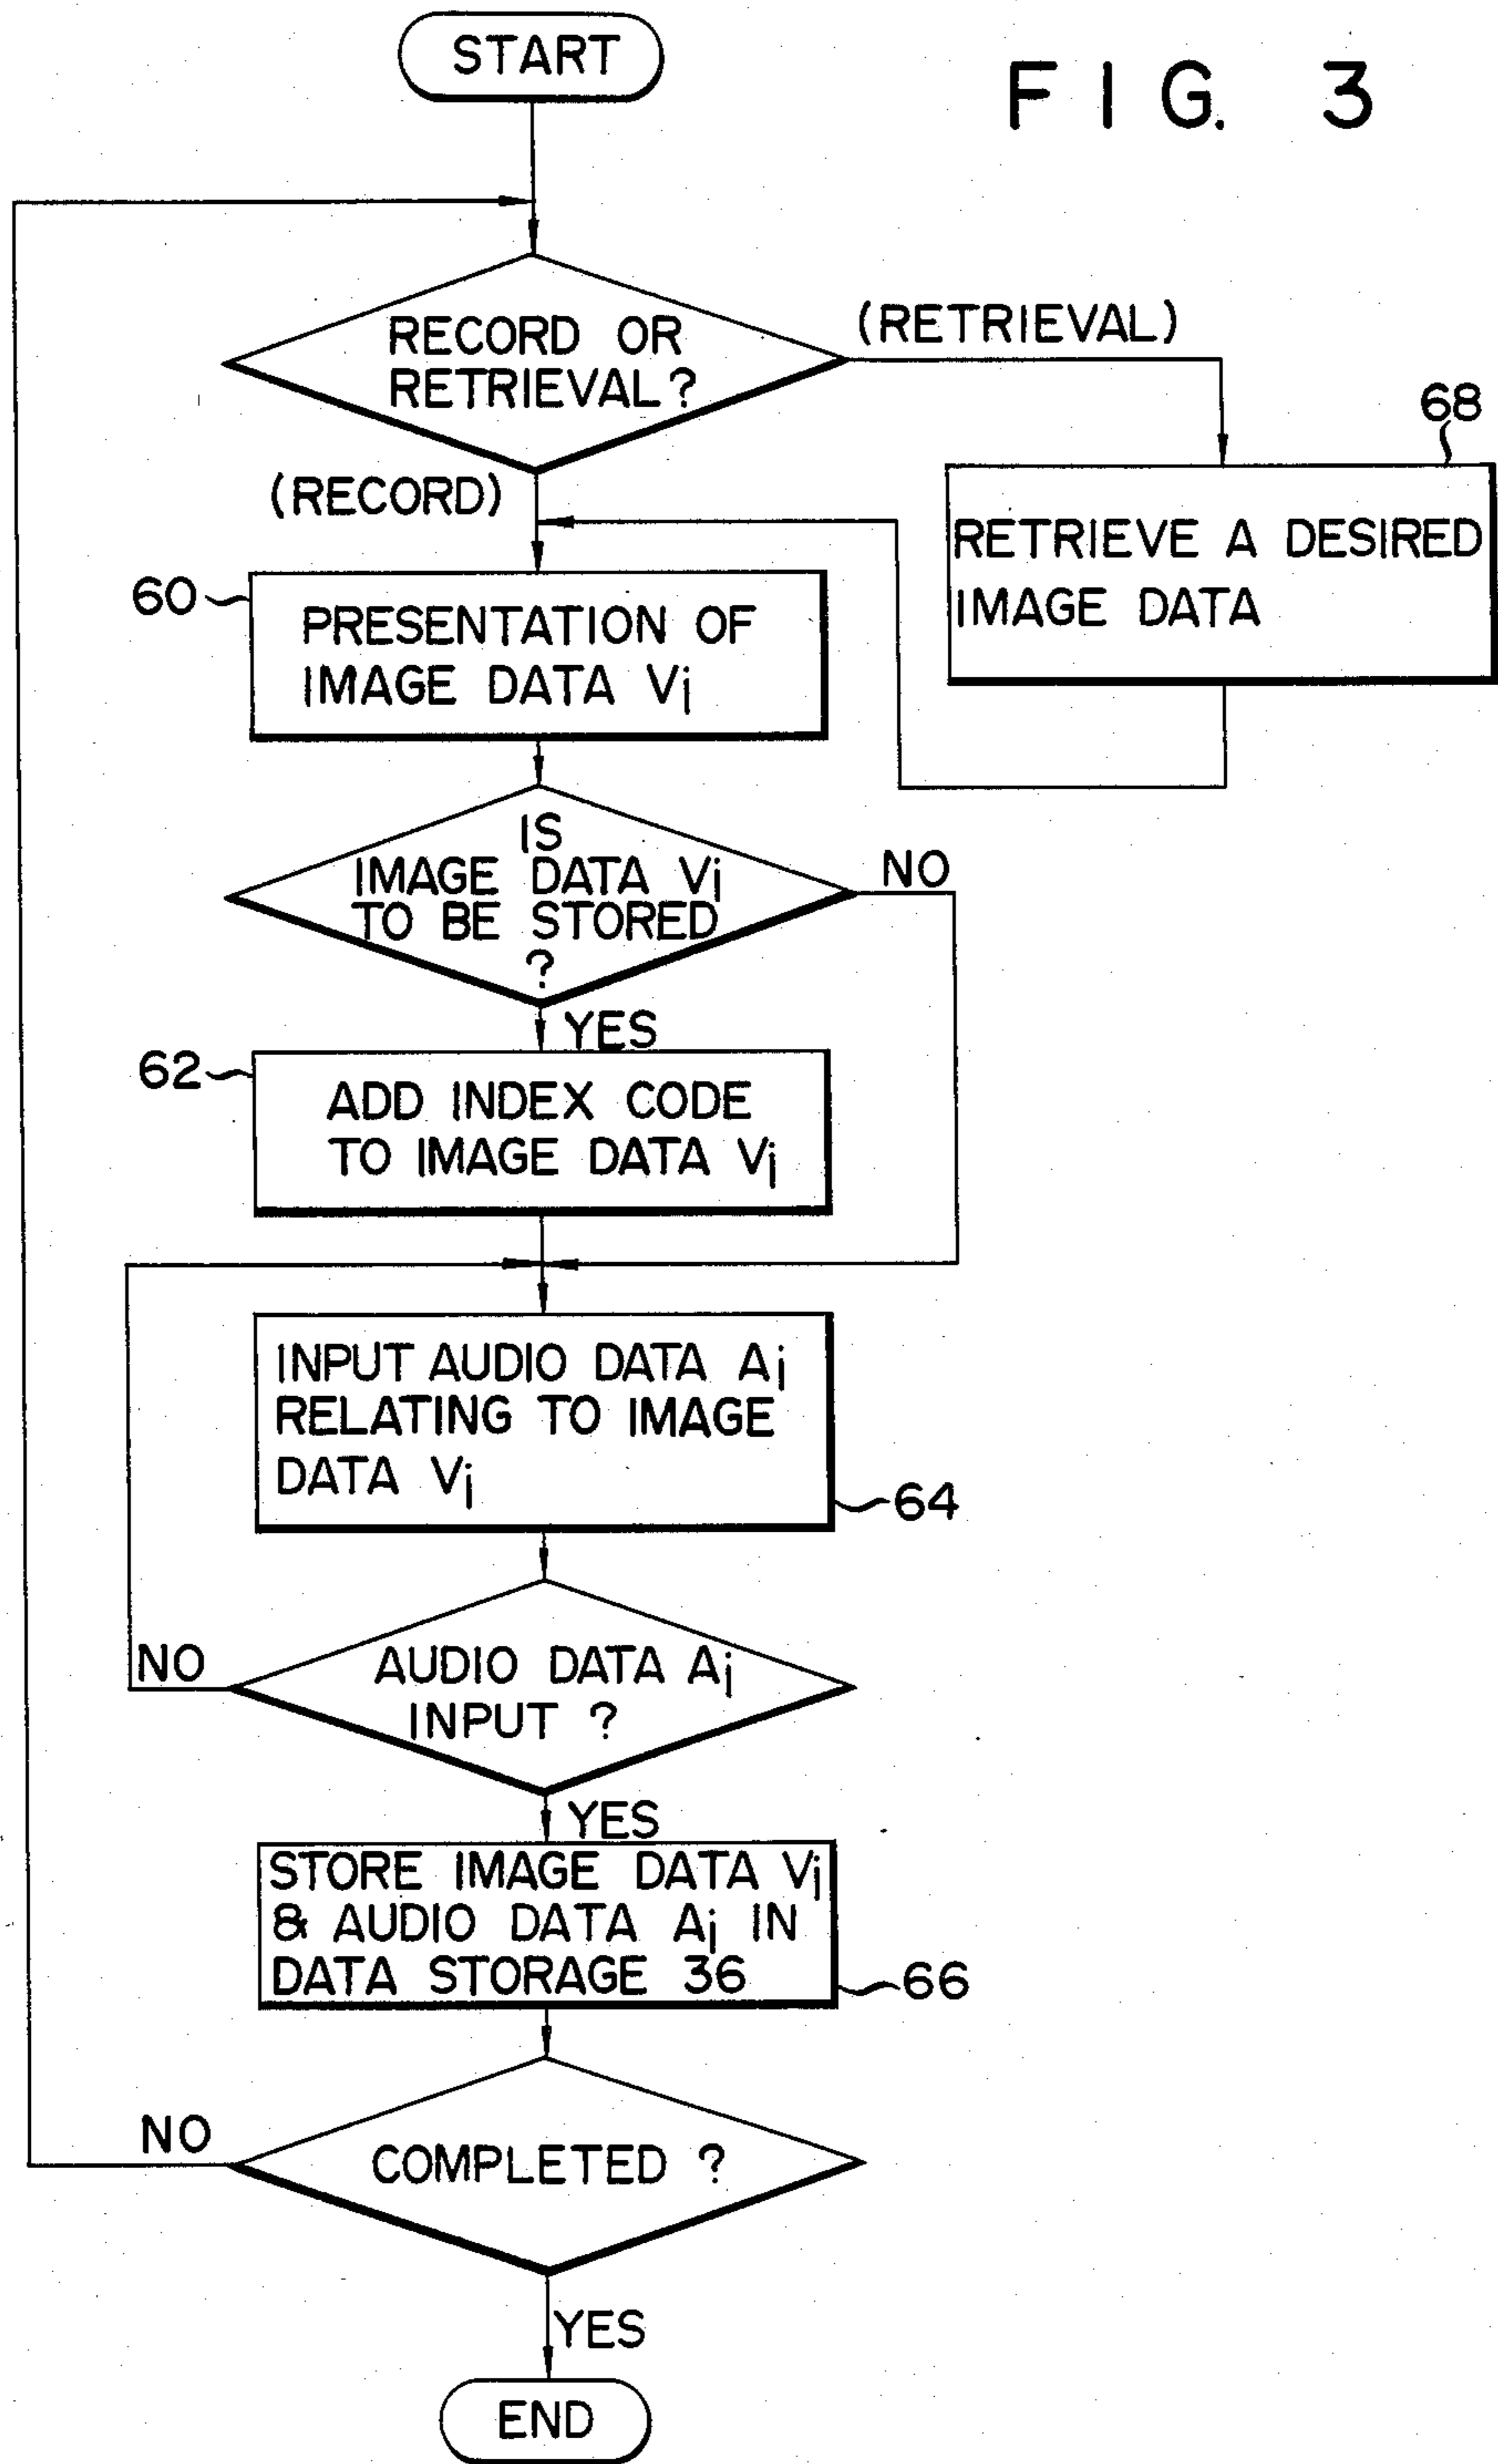 START
FIG. 3
RECORD OR
RETRIEVAL?
(RETRIEVAL)
(RECORD)
68
RETRIEVE A DESIRED
IMAGE DATA
60
PRESENTATION OF
IMAGE DATA Vi
IS
IMAGE DATA Vi
TO BE STORED
?
NO
YES
62
ADD INDEX CODE
TO IMAGE DATA Vi
INPUT AUDIO DATA Ai
RELATING TO IMAGE
DATA Vi
64
AUDIO DATA Ai
INPUT ?
NO
YES
STORE IMAGE DATA Vi
& AUDIO DATA Ai IN
DATA STORAGE 36
66
COMPLETED ?
NO
YES
END